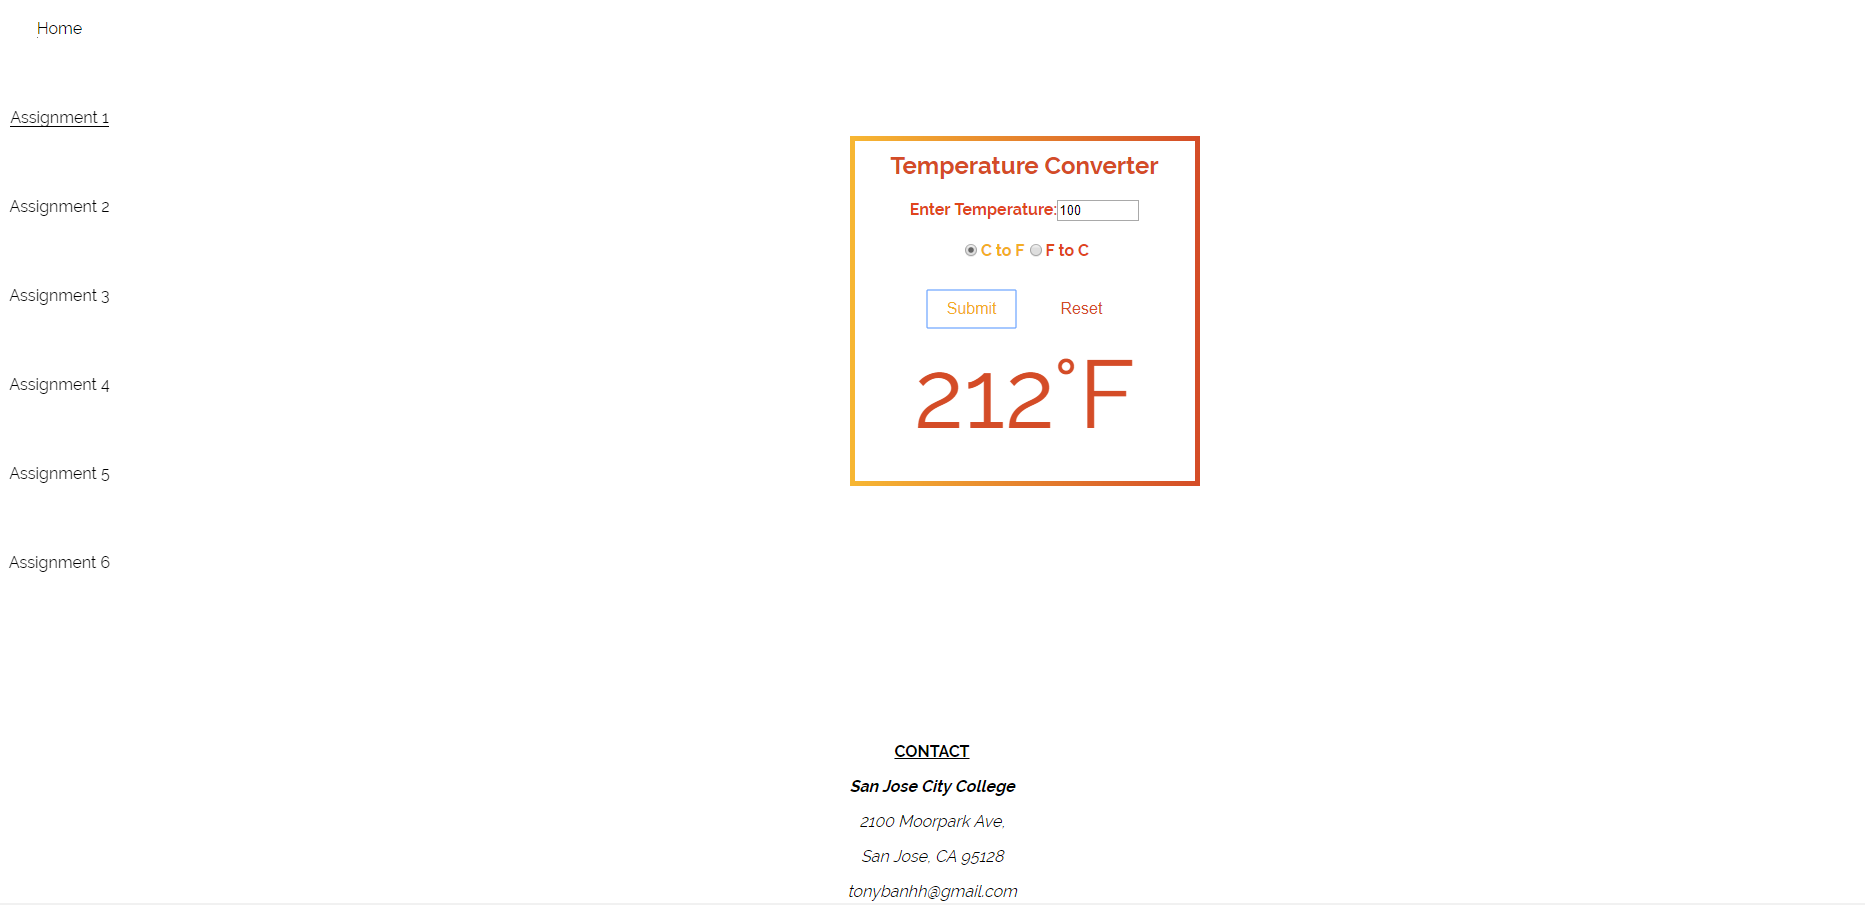 Home
Assignment 1
Assignment 2
Assignment 3
Assignment 4
Assignment 5
Assignment 6
Temperature Converter
Enter Temperature: 100
C to F F to C
Submit Reset
212°F
CONTACT
San Jose City College
2100 Moorpark Ave,
San Jose, CA 95128
tonybanhh@gmail.com